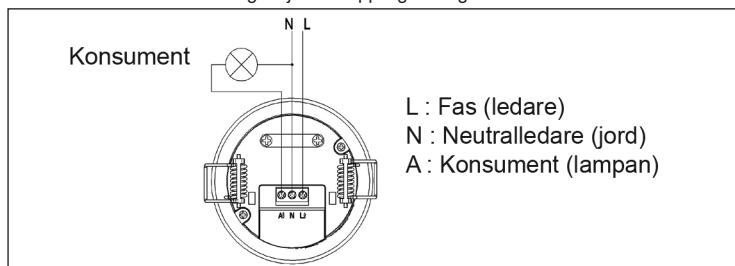 N L
Konsument
L : Fas (ledare)
N : Neutralledare (jord)
A : Konsument (lampan)